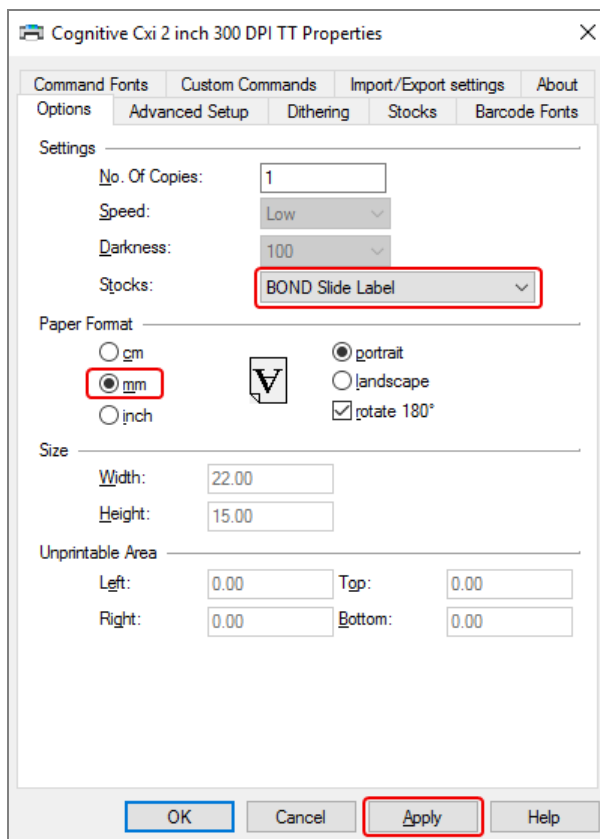 Cognitive Cxi 2 inch 300 DPI TT Properties
Command Fonts Custom Commands Import/Export settings About
Options Advanced Setup Dithering Stocks Barcode Fonts
Settings
No. Of Copies: 1
Speed: Low
Darkness: 100
Stocks: BOND Slide Label
Paper Format
cm portrait
mm A landscape
inch rotate 180°
Size
Width: 22.00
Height: 15.00
Unprintable Area
Left: 0.00 Top: 0.00
Right: 0.00 Bottom: 0.00
OK Cancel Apply Help